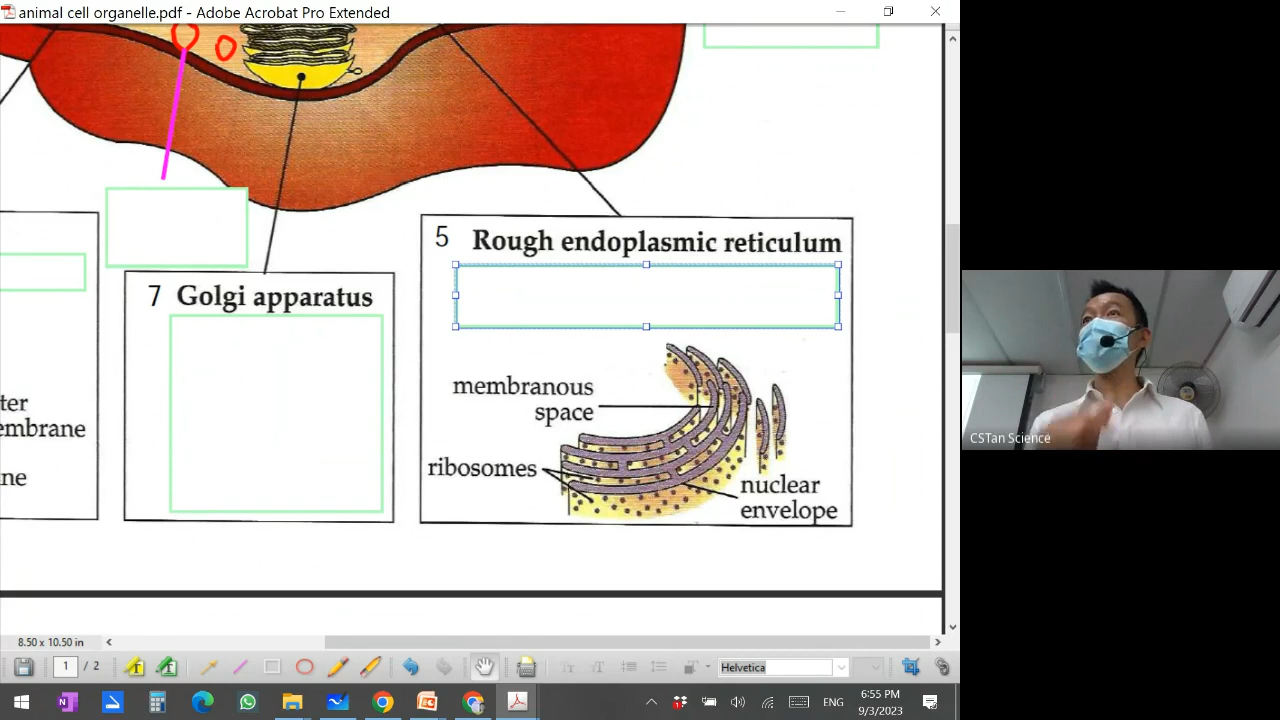 animal cell organelle.pdf - Adobe Acrobat Pro Extended
5 Rough endoplasmic reticulum
7 Golgi apparatus
membranous
space
ter
embrane
ribosomes
ne
nuclear
envelope
CSTan Science
8.50 x 10.50 in
1 / 2
Helvetica
ENG
6:55 PM
9/3/2023